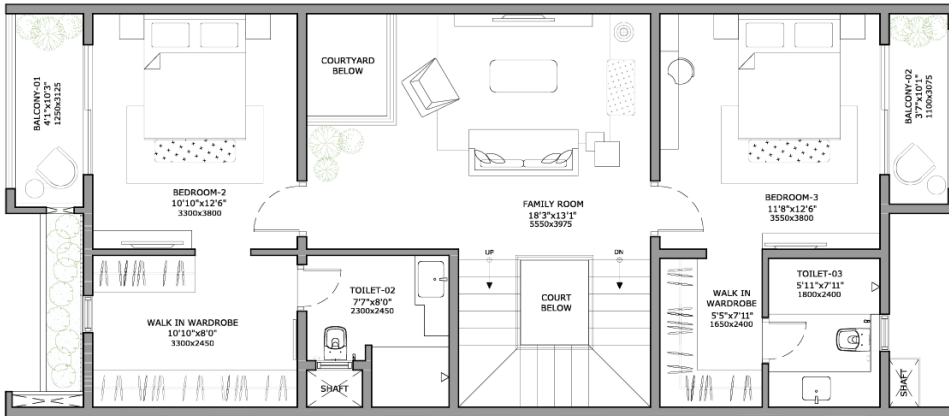 BALCONY-01
4'1"x10'3"
1250x3125
BEDROOM-2
10'10"x12'6"
3300x3800
COURTYARD
BELOW
FAMILY ROOM
18'3"x13'1"
5550x3975
BEDROOM-3
11'8"x12'6"
3550x3800
BALCONY-02
3'7"x10'1"
1100x3075
WALK IN WARDROBE
10'10"x8'0"
3300x2450
TOILET-02
7'7"x8'0"
2300x2450
SHAFT
UP
COURT
BELOW
DN
WALK IN
WARDROBE
5'5"x7'11"
1650x2400
TOILET-03
5'11"x7'11"
1800x2400
SHAFT